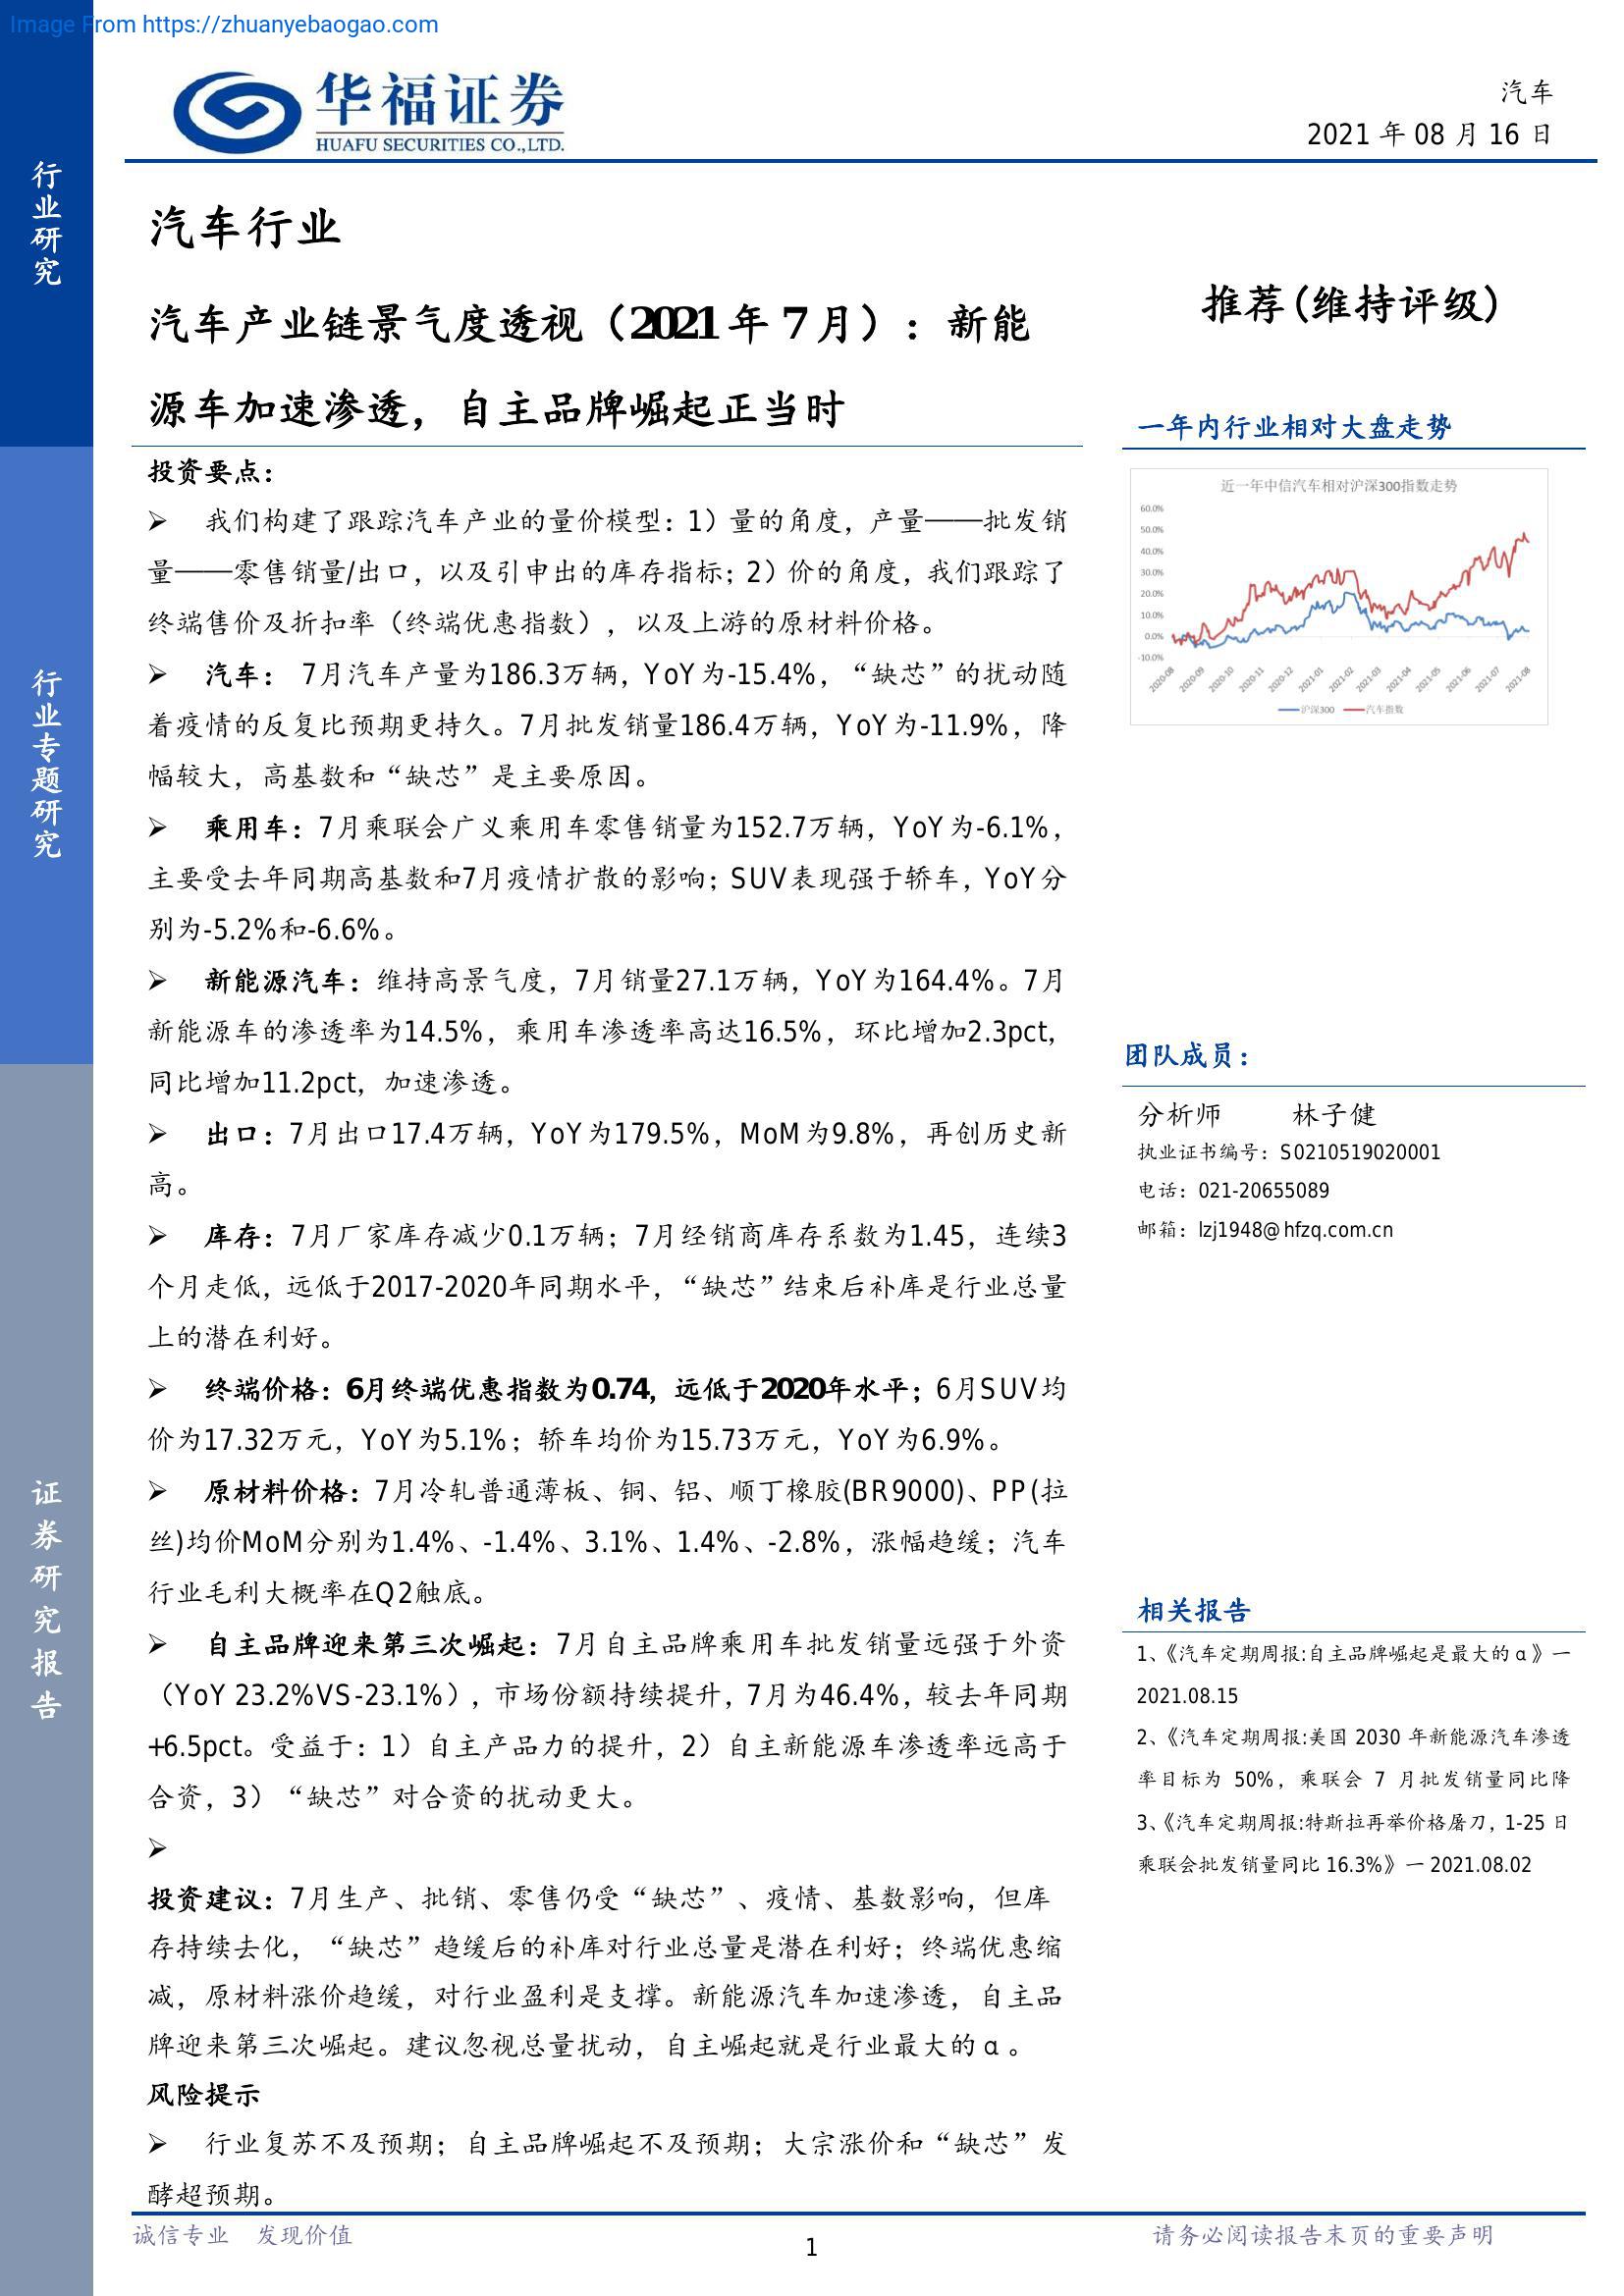 Image From https://zhuanyebaogao.com
华福证券
HUAFU SECURITIES CO.,LTD.
汽车
2021 年 08 月 16 日
行业研究
行业专题研究
证券研究报告
汽车行业
汽车产业链景气度透视（2021 年 7 月）：新能
源车加速渗透，自主品牌崛起正当时
投资要点：
➢ 我们构建了跟踪汽车产业的量价模型：1）量的角度，产量——批发销
量——零售销量/出口，以及引申出的库存指标；2）价的角度，我们跟踪了
终端售价及折扣率（终端优惠指数），以及上游的原材料价格。
➢ 汽车： 7月汽车产量为186.3万辆，YoY为-15.4%，“缺芯”的扰动随
着疫情的反复比预期更持久。7月批发销量186.4万辆，YoY为-11.9%，降
幅较大，高基数和“缺芯”是主要原因。
➢ 乘用车：7月乘联会广义乘用车零售销量为152.7万辆，YoY为-6.1%，
主要受去年同期高基数和7月疫情扩散的影响；SUV表现强于轿车，YoY分
别为-5.2%和-6.6%。
➢ 新能源汽车：维持高景气度，7月销量27.1万辆，YoY为164.4%。7月
新能源车的渗透率为14.5%，乘用车渗透率高达16.5%，环比增加2.3pct，
同比增加11.2pct，加速渗透。
➢ 出口：7月出口17.4万辆，YoY为179.5%，MoM为9.8%，再创历史新
高。
➢ 库存：7月厂家库存减少0.1万辆；7月经销商库存系数为1.45，连续3
个月走低，远低于2017-2020年同期水平，“缺芯”结束后补库是行业总量
上的潜在利好。
➢ 终端价格：6月终端优惠指数为0.74，远低于2020年水平；6月SUV均
价为17.32万元，YoY为5.1%；轿车均价为15.73万元，YoY为6.9%。
➢ 原材料价格：7月冷轧普通薄板、铜、铝、顺丁橡胶(BR9000)、PP(拉
丝)均价MoM分别为1.4%、-1.4%、3.1%、1.4%、-2.8%，涨幅趋缓；汽车
行业毛利大概率在Q2触底。
➢ 自主品牌迎来第三次崛起：7月自主品牌乘用车批发销量远强于外资
（YoY 23.2%VS-23.1%），市场份额持续提升，7月为46.4%，较去年同期
+6.5pct。受益于：1）自主产品力的提升，2）自主新能源车渗透率远高于
合资，3）“缺芯”对合资的扰动更大。
➢
投资建议：7月生产、批销、零售仍受“缺芯”、疫情、基数影响，但库
存持续去化，“缺芯”趋缓后的补库对行业总量是潜在利好；终端优惠缩
减，原材料涨价趋缓，对行业盈利是支撑。新能源汽车加速渗透，自主品
牌迎来第三次崛起。建议忽视总量扰动，自主崛起就是行业最大的α。
风险提示
➢ 行业复苏不及预期；自主品牌崛起不及预期；大宗涨价和“缺芯”发
酵超预期。
推荐(维持评级)
一年内行业相对大盘走势
近一年中信汽车相对沪深300指数走势
60.0%
50.0%
40.0%
30.0%
20.0%
10.0%
0.0%
-10.0%
2020-08 2020-09 2020-10 2020-11 2020-12 2021-01 2021-02 2021-03 2021-04 2021-05 2021-06 2021-07 2021-08
沪深300 汽车指数
团队成员：
分析师 林子健
执业证书编号：S0210519020001
电话：021-20655089
邮箱：lzj1948@hfzq.com.cn
相关报告
1、《汽车定期周报:自主品牌崛起是最大的α》一
2021.08.15
2、《汽车定期周报:美国 2030 年新能源汽车渗透
率目标为 50%，乘联会 7 月批发销量同比降
3、《汽车定期周报:特斯拉再举价格屠刀，1-25 日
乘联会批发销量同比 16.3%》一 2021.08.02
诚信专业 发现价值
1
请务必阅读报告末页的重要声明